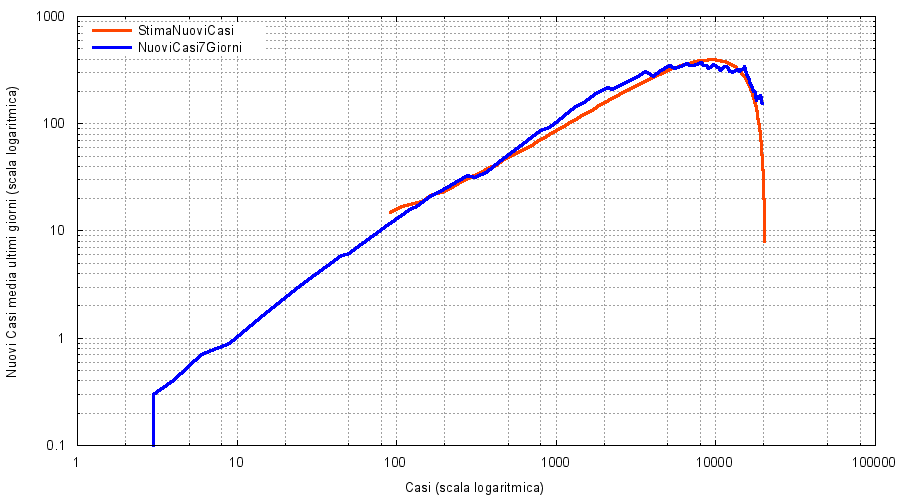 1000
StimaNuoviCasi
NuoviCasi7Giorni
100
10
1
0.1
Nuovi Casi media ultimi giorni (scala logaritmica)
1 10 100 1000 10000 100000
Casi (scala logaritmica)